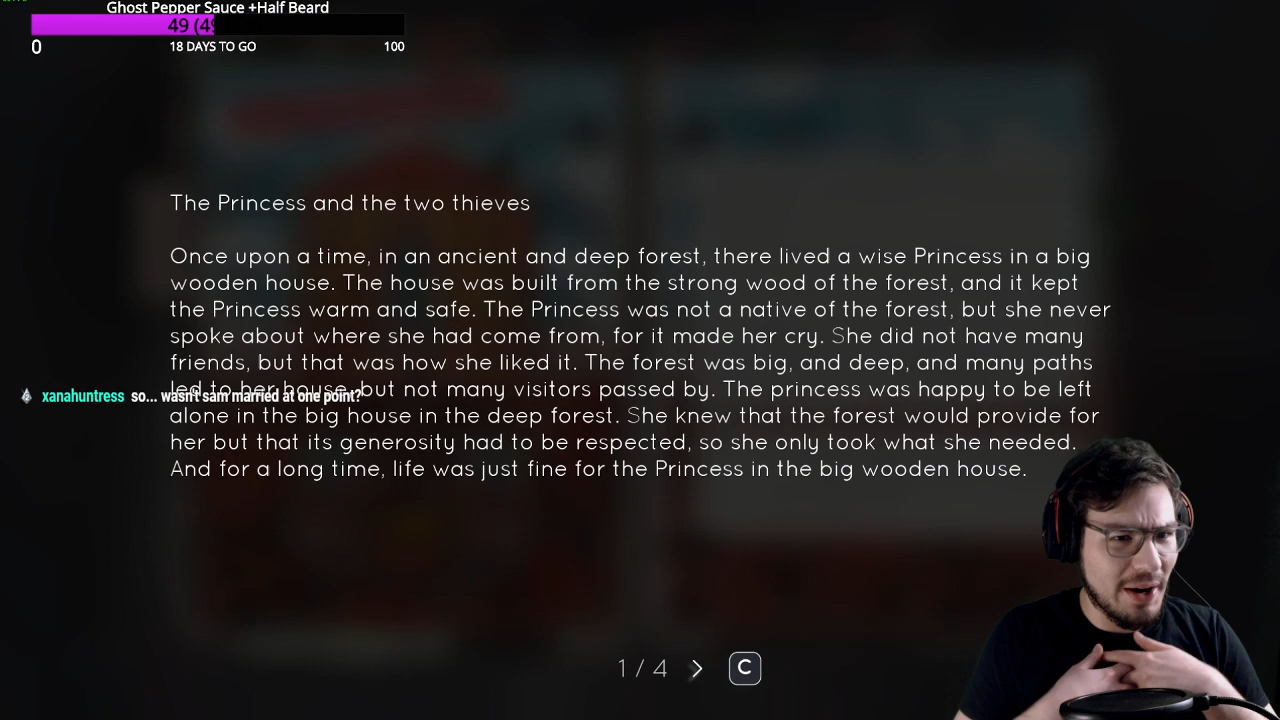 Ghost Pepper Sauce +Half Beard
49 (49
0
18 DAYS TO GO
100
The Princess and the two thieves
Once upon a time, in an ancient and deep forest, there lived a wise Princess in a big
wooden house. The house was built from the strong wood of the forest, and it kept
the Princess warm and safe. The Princess was not a native of the forest, but she never
spoke about where she had come from, for it made her cry. She did not have many
friends, but that was how she liked it. The forest was big, and deep, and many paths
led to her house, but not many visitors passed by. The princess was happy to be left
xanahuntress so... wasn't sam married at one point?
alone in the big house in the deep forest. She knew that the forest would provide for
her but that its generosity had to be respected, so she only took what she needed.
And for a long time, life was just fine for the Princess in the big wooden house.
1 / 4 > C